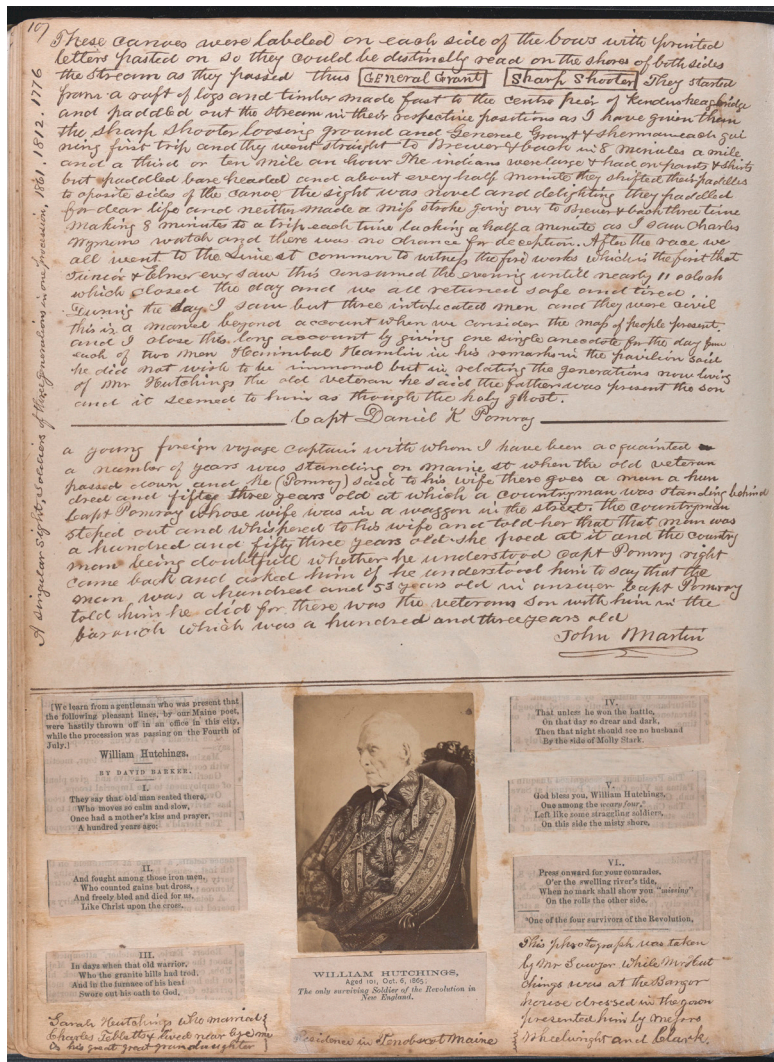 107
These canoes were labeled on each side of the bows with printed
letters pasted on so they could be distinctly read on the shores of both sides
the stream as they passed thus General Grant Sharp Shooter They started
from a raft of logs and timber made fast to the centre pier of Kenduskeag bridge
and paddled out the stream in their respective positions as I have given them
the Sharp Shooter loosing ground and General Grant & Sherman each gai
ning first trip and they went straight to Brewer & back in 8 minutes a mile
and a third or ten mile an hour The indians were large & had on pants & shirts
but paddled bare headed and about every half minute they shifted their paddles
to oposite sides of the canoe the sight was novel and delighting they paddled
for dear life and neither made a miss stroke going over to Brewer & back three time
making 8 minutes to a trip each time lacking a half a minute as I saw Charles
watch and there was no chance for deception. After the race we
all went to the st common to witness the fire works which is the first that
Junior & Elmer ever saw this consumed the evening untill nearly 11 oclock
which closed the day and we all returned safe and tired
During the day I saw but three intoxicated men and they were civil
this is a marvel beyond account when we consider the mass of people present.
and I close this long account by giving one single anecdote for the day from
each of two men Hannibal Hamlin in his remarks in the pavilion said
he did not wish to be immoral but in relating the generations now living
of Mr Hutchings the old veteran he said the father was present the son
and it seemed to him as though the holy ghost.
Capt Daniel K Pomroy
a young foreign voyage captain with whom I have been acquainted
a number of years was standing on Main st when the old veteran
passed down and he (Pomroy) said to his wife there goes a man a hun
dred and fifty three years old at which a countryman was standing behind
Capt Pomroy whose wife was in a waggon in the street. the countryman
steped out and whispered to his wife and told her that that man was
a hundred and fifty three years old she at it and the country
man being doubtfull whether he understood capt Pomroy right
came back and asked him if he understood him to say that the
man was a hundred and 53 years old in answer Capt Pomroy
told him he did for there was the veterans son with him in the
barouch which was a hundred and three years old
John Martin
A singular sight, soldiers of three generations in one procession, 1861. 1812. 1776
[We learn from a gentleman who was present that
the following pleasant lines, by our Maine poet,
were hastily thrown off in an office in this city,
while the procession was passing on the Fourth of
July.]
William Hutchings.
BY DAVID BARKER.
I.
They say that old man seated there,
Who moves so calm and slow,
Once had a mother's kiss and prayer,
A hundred years ago;
II.
And fought among those iron men,
Who counted gains but dross,
And freely bled and died for us,
Like Christ upon the cross.
III.
In days when that old warrior,
Who the granite hills had trod,
And in the furnace of his heat
Swore out his oath to God,
Sarah Hutchings who married
Charles Leblett & lived near by me
is his great great grandaughter
WILLIAM HUTCHINGS,
Aged 101, Oct. 6, 1865;
The only surviving Soldier of the Revolution in
New England.
Residence in Penobscot Maine
IV.
That unless he won the battle,
On that day so drear and dark,
Then that night should see no husband
By the side of Molly Stark.
V.
God bless you, William Hutchings,
One among the worn four,*
Left like some straggling soldiers,
On this side the misty shore,
VI.,
Press onward for your comrades,
O'er the swelling river's tide,
When no mark shall show you "missing"
On the rolls the other side.
*One of the four survivors of the Revolution.
This photograph was taken
by Mr Sawyer while Mr Hut
chings was at the Bangor
house dressed in the gown
presented him by messers
Wheelwright and Clark.